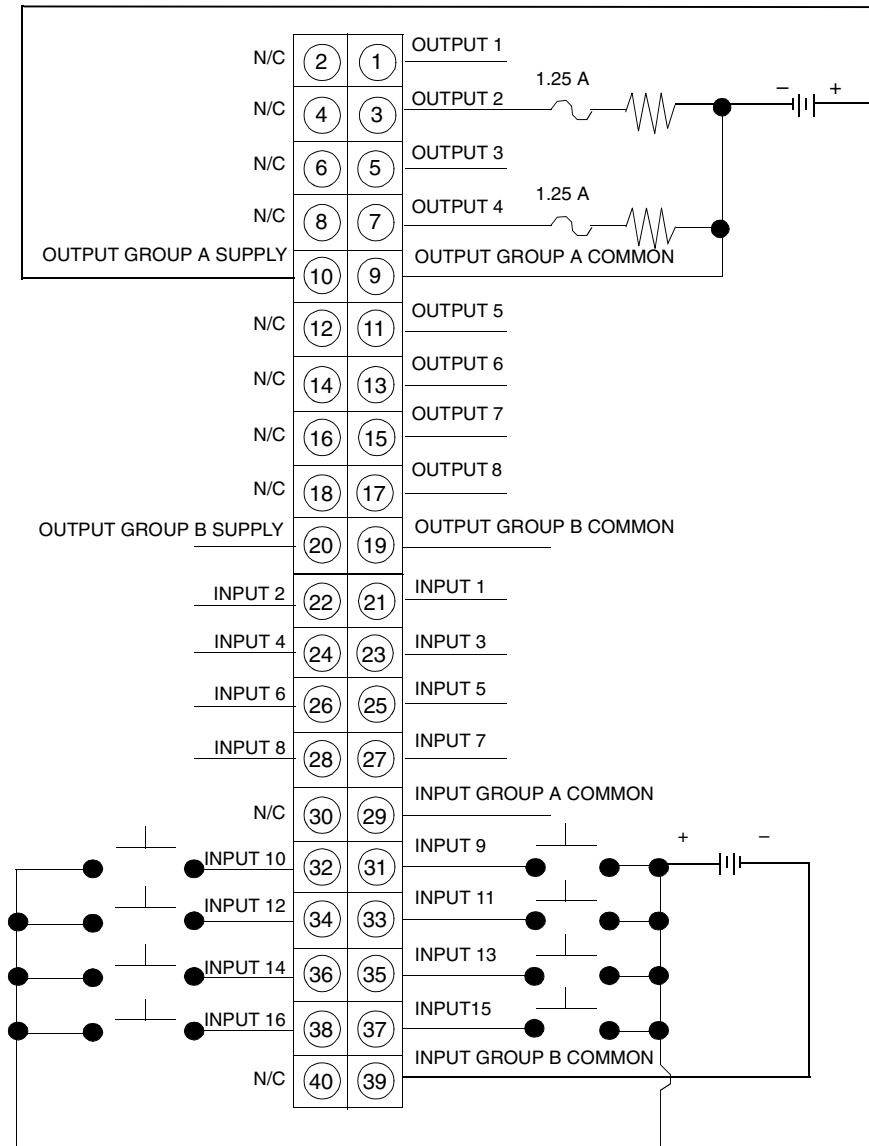 N/C 2 1 OUTPUT 1
1.25 A
− +
N/C 4 3 OUTPUT 2
N/C 6 5 OUTPUT 3
1.25 A
N/C 8 7 OUTPUT 4
OUTPUT GROUP A SUPPLY 10 9 OUTPUT GROUP A COMMON
N/C 12 11 OUTPUT 5
N/C 14 13 OUTPUT 6
N/C 16 15 OUTPUT 7
N/C 18 17 OUTPUT 8
OUTPUT GROUP B SUPPLY 20 19 OUTPUT GROUP B COMMON
INPUT 2 22 21 INPUT 1
INPUT 4 24 23 INPUT 3
INPUT 6 26 25 INPUT 5
INPUT 8 28 27 INPUT 7
N/C 30 29 INPUT GROUP A COMMON
+ −
INPUT 10 32 31 INPUT 9
INPUT 12 34 33 INPUT 11
INPUT 14 36 35 INPUT 13
INPUT 16 38 37 INPUT15
N/C 40 39 INPUT GROUP B COMMON